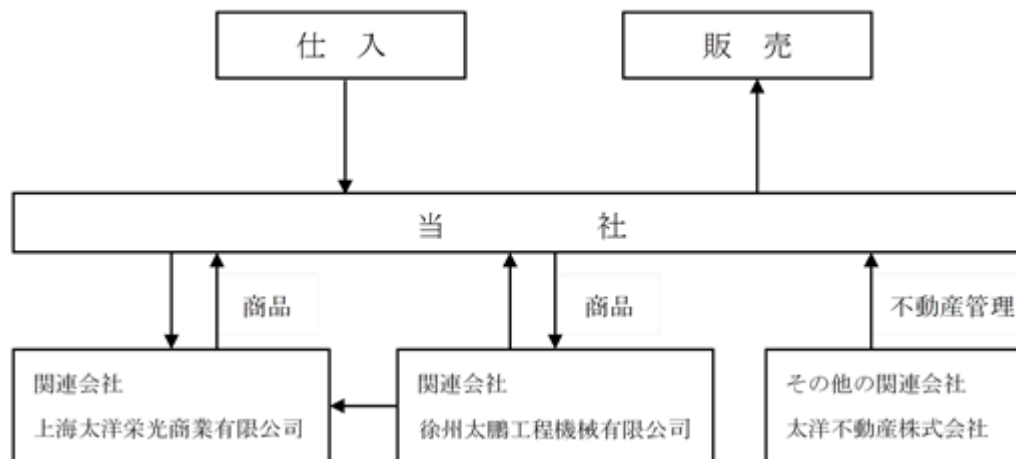 仕 入
販 売
当 社
商品
商品
不動産管理
関連会社
上海太洋栄光商業有限公司
関連会社
徐州太鵬工程機械有限公司
その他の関連会社
太洋不動産株式会社